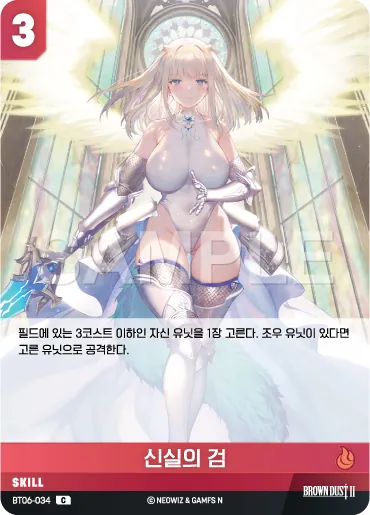 3
SAMPLE
필드에 있는 3코스트 이하인 자신 유닛을 1장 고른다. 조우 유닛이 있다면
고른 유닛으로 공격한다.
신실의 검
SKILL
BT06-034 C ⓒ NEOWIZ & GAMFS N BROWN DUST II